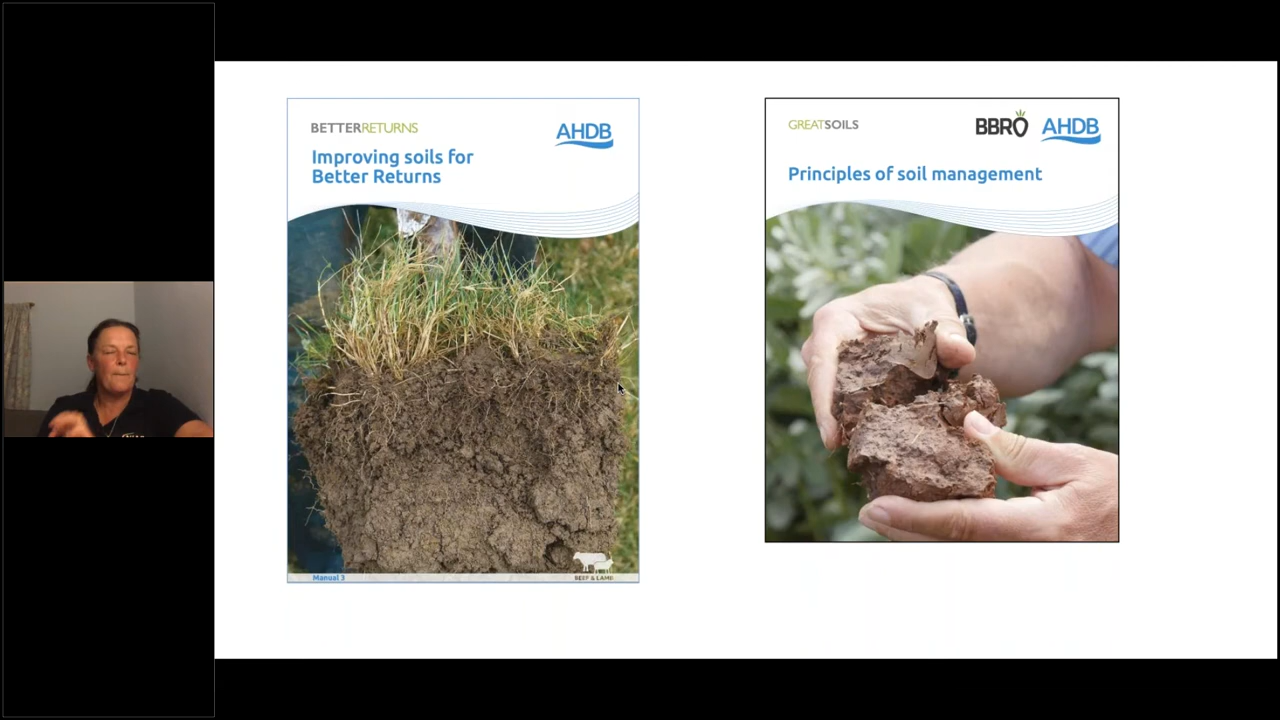 BETTERRETURNS
AHDB
Improving soils for
Better Returns
Manual 3
BEEF & LAMB
GREATSOILS
BBRO
AHDB
Principles of soil management